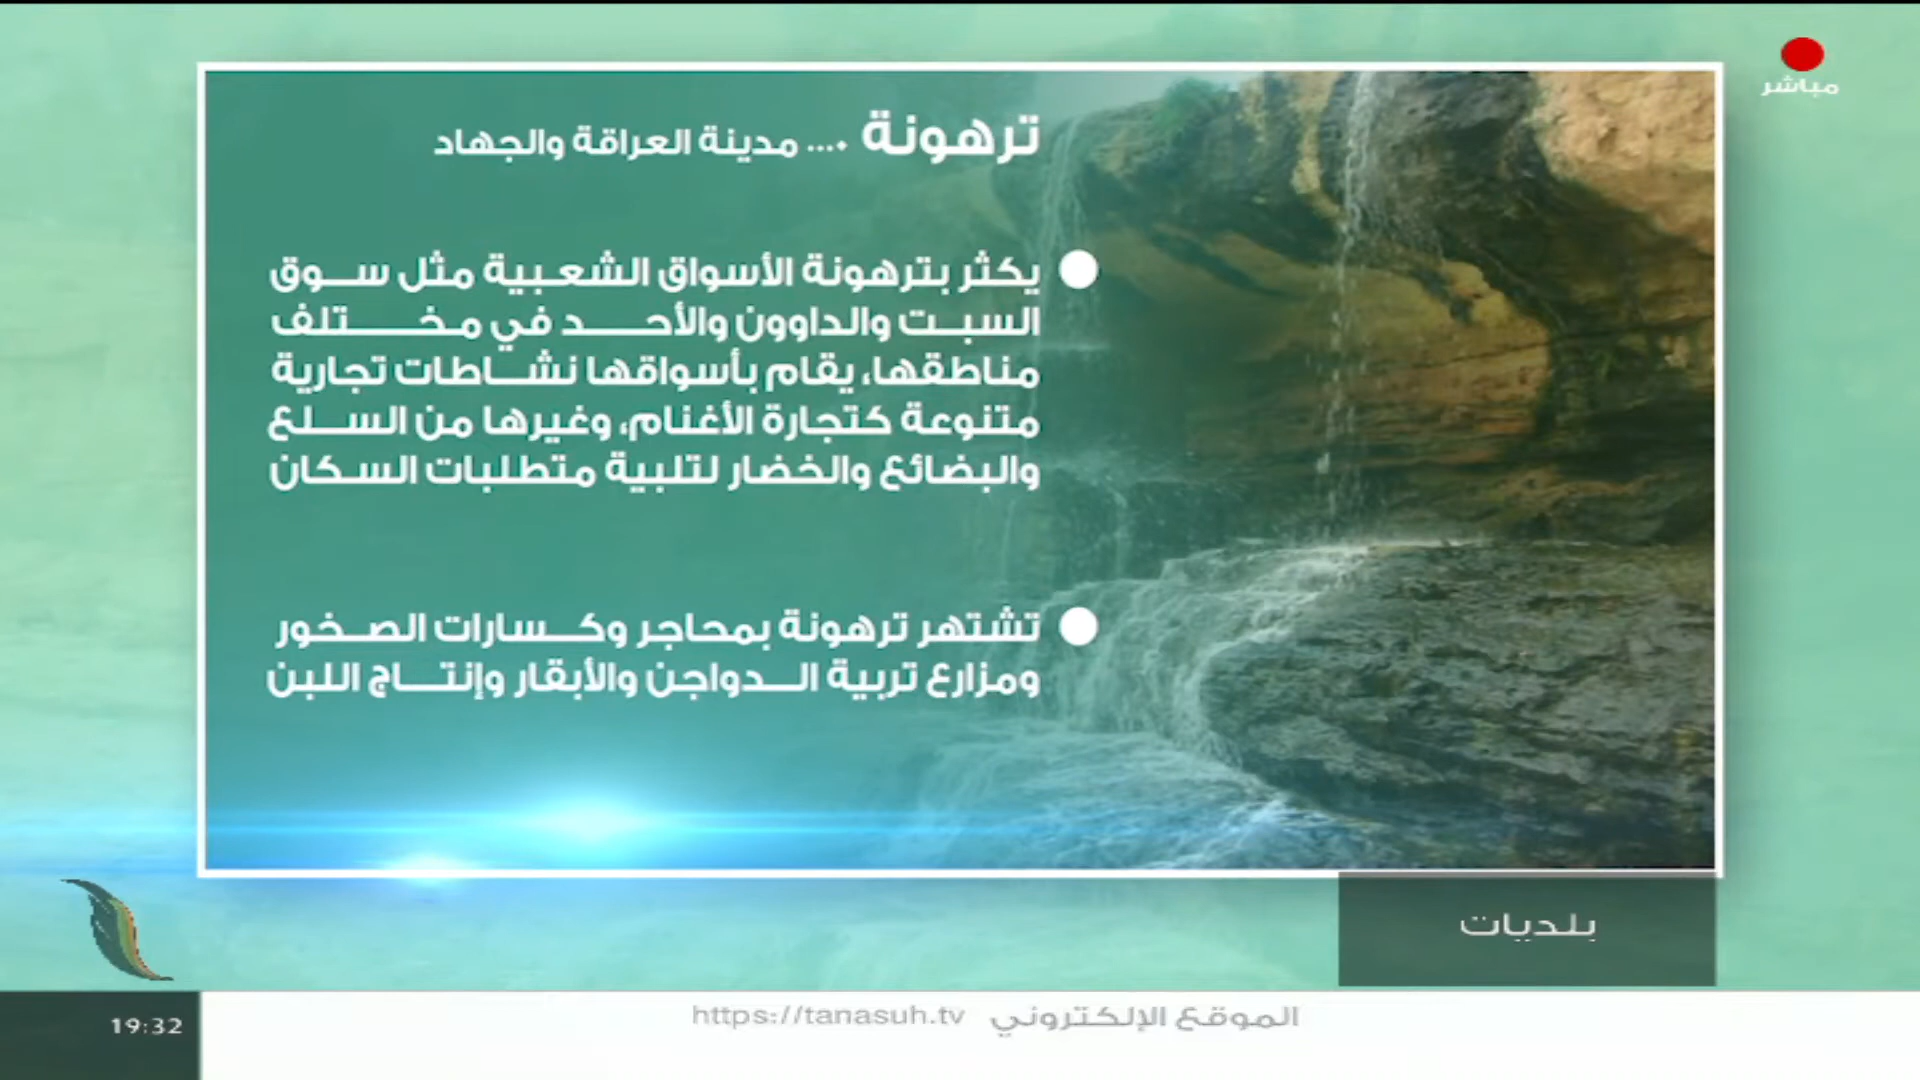 مباشر
ترهونة .... مدينة العراقة والجهاد
يكثر بترهونة الأسواق الشعبية مثل سوق
السبت والداوون والأحد في مختلف
مناطقها، يقام بأسواقها نشاطات تجارية
متنوعة كتجارة الأغنام، وغيرها من السلع
والبضائع والخضار لتلبية متطلبات السكان
تشتهر ترهونة بمحاجر وكسارات الصخور
ومزارع تربية الدواجن والأبقار وإنتاج اللبن
بلديات
الموقع الإلكتروني https://tanasuh.tv
19:32